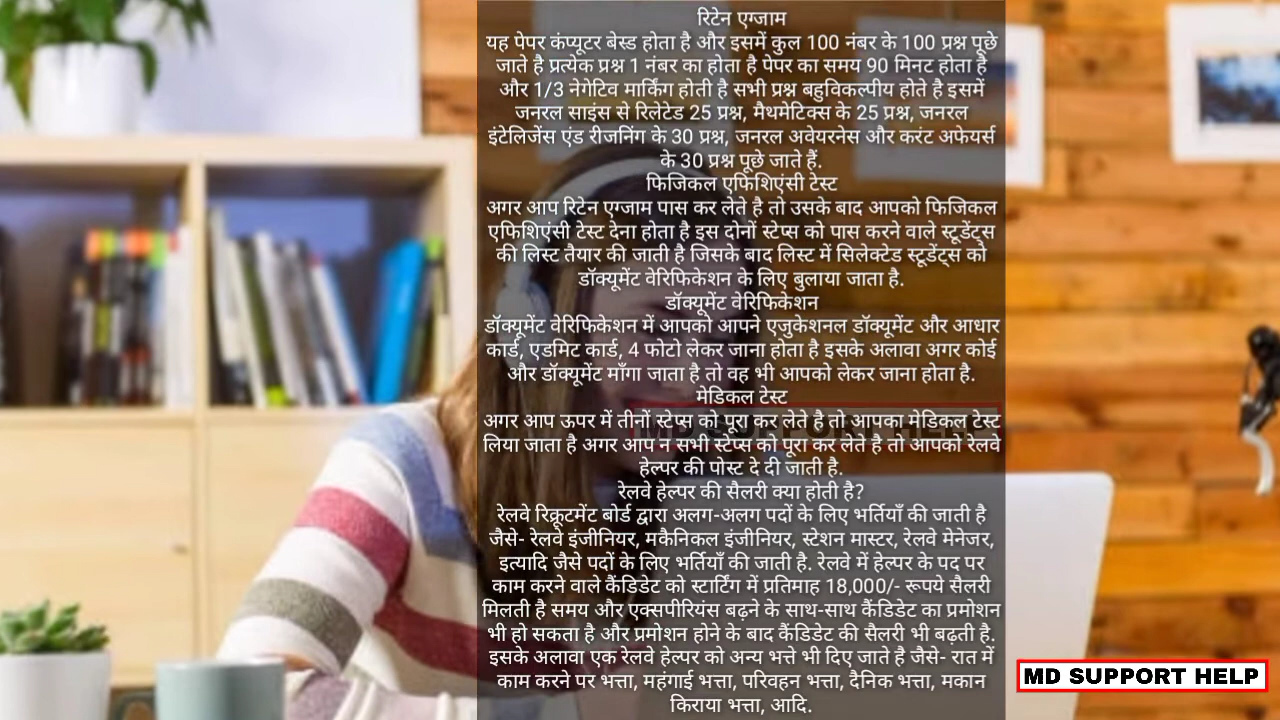 रिटेन एग्जाम
यह पेपर कंप्यूटर बेस्ड होता है और इसमें कुल 100 नंबर के 100 प्रश्न पूछे
जाते है प्रत्येक प्रश्न 1 नंबर का होता है पेपर का समय 90 मिनट होता है
और 1/3 नेगेटिव मार्किंग होती है सभी प्रश्न बहुविकल्पीय होते है इसमें
जनरल साइंस से रिलेटेड 25 प्रश्न, मैथमेटिक्स के 25 प्रश्न, जनरल
इंटेलिजेंस एंड रीजनिंग के 30 प्रश्न, जनरल अवेयरनेस और करंट अफेयर्स
के 30 प्रश्न पूछे जाते हैं.
फिजिकल एफिशिएंसी टेस्ट
अगर आप रिटेन एग्जाम पास कर लेते है तो उसके बाद आपको फिजिकल
एफिशिएंसी टेस्ट देना होता है इस दोनों स्टेप्स को पास करने वाले स्टूडेंट्स
की लिस्ट तैयार की जाती है जिसके बाद लिस्ट में सिलेक्टेड स्टूडेंट्स को
डॉक्यूमेंट वेरिफिकेशन के लिए बुलाया जाता है.
डॉक्यूमेंट वेरिफिकेशन
डॉक्यूमेंट वेरिफिकेशन में आपको आपने एजुकेशनल डॉक्यूमेंट और आधार
कार्ड, एडमिट कार्ड, 4 फोटो लेकर जाना होता है इसके अलावा अगर कोई
और डॉक्यूमेंट माँगा जाता है तो वह भी आपको लेकर जाना होता है.
मेडिकल टेस्ट
अगर आप ऊपर में तीनों स्टेप्स को पूरा कर लेते है तो आपका मेडिकल टेस्ट
लिया जाता है अगर आप न सभी स्टेप्स को पूरा कर लेते है तो आपको रेलवे
हेल्पर की पोस्ट दे दी जाती है.
रेलवे हेल्पर की सैलरी क्या होती है?
रेलवे रिक्रूटमेंट बोर्ड द्वारा अलग-अलग पदों के लिए भर्तियाँ की जाती है
जैसे- रेलवे इंजीनियर, मकैनिकल इंजीनियर, स्टेशन मास्टर, रेलवे मेनेजर,
इत्यादि जैसे पदों के लिए भर्तियाँ की जाती है. रेलवे में हेल्पर के पद पर
काम करने वाले कैंडिडेट को स्टार्टिंग में प्रतिमाह 18,000/- रूपये सैलरी
मिलती है समय और एक्सपीरियंस बढ़ने के साथ-साथ कैंडिडेट का प्रमोशन
भी हो सकता है और प्रमोशन होने के बाद कैंडिडेट की सैलरी भी बढ़ती है.
इसके अलावा एक रेलवे हेल्पर को अन्य भत्ते भी दिए जाते है जैसे- रात में
काम करने पर भत्ता, महंगाई भत्ता, परिवहन भत्ता, दैनिक भत्ता, मकान
किराया भत्ता, आदि.
MD SUPPORT HELP